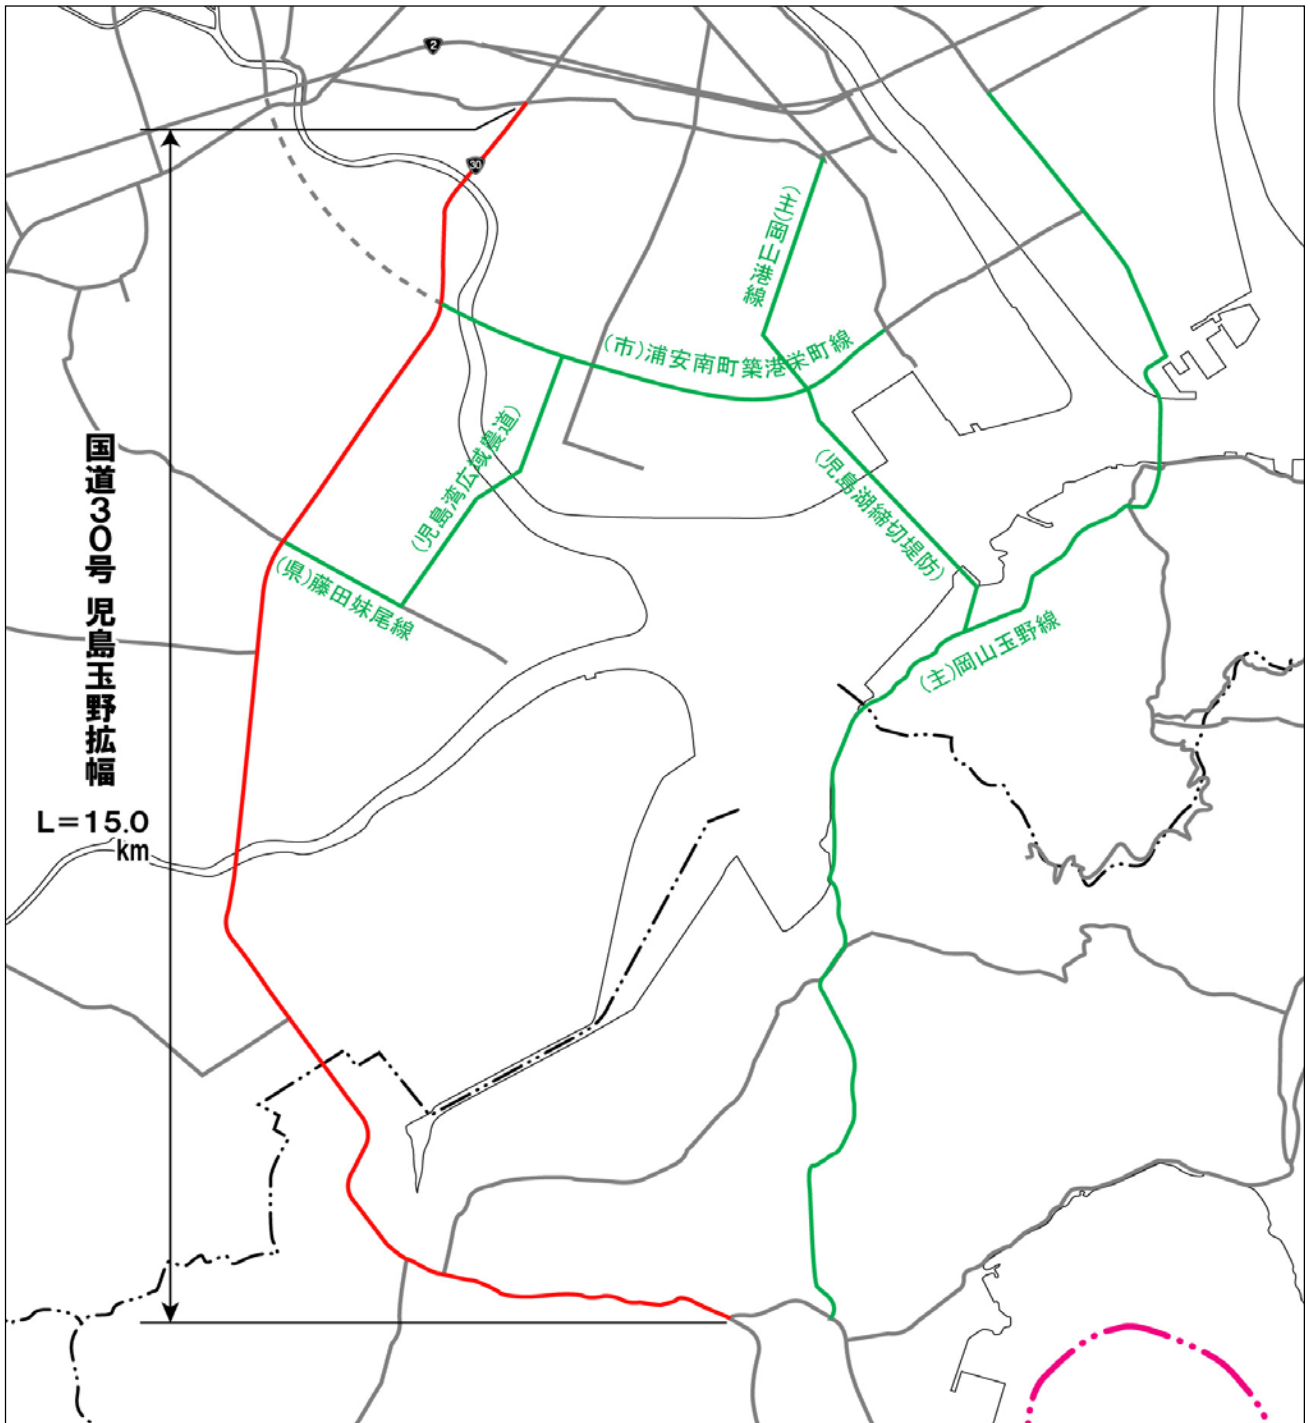 2
30
(主)岡山港線
(市)浦安南町築港栄町線
(児島湾広域農道)
(児島湖締切堤防)
(県)藤田妹尾線
(主)岡山玉野線
国道30号 児島玉野拡幅
L=15.0
km